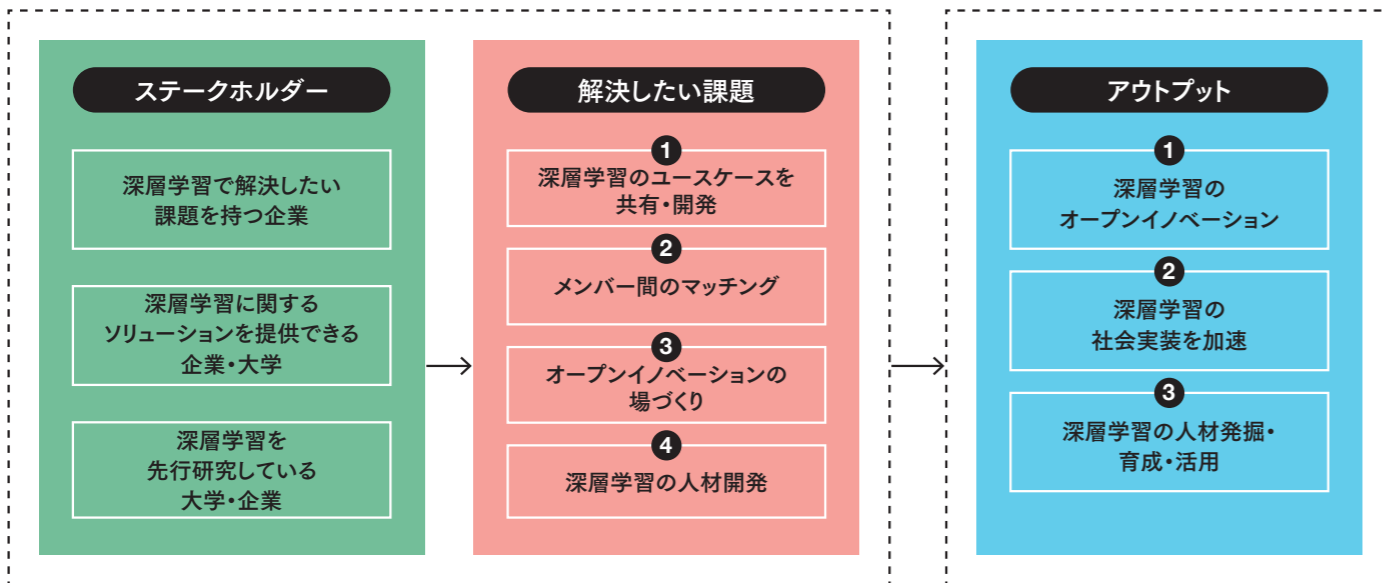 ステークホルダー
深層学習で解決したい
課題を持つ企業
深層学習に関する
ソリューションを提供できる
企業・大学
深層学習を
先行研究している
大学・企業
解決したい課題
1
深層学習のユースケースを
共有・開発
2
メンバー間のマッチング
3
オープンイノベーションの
場づくり
4
深層学習の人材開発
アウトプット
1
深層学習の
オープンイノベーション
2
深層学習の
社会実装を加速
3
深層学習の人材発掘・
育成・活用